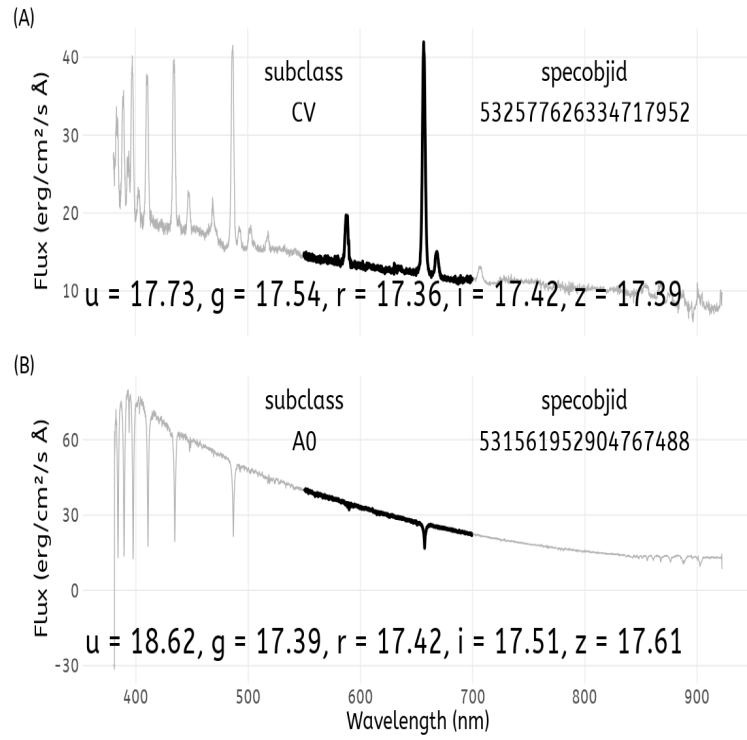 (A)
subclass specobjid
CV 532577626334717952
40
30
20
10
Flux (erg/cm²/s Å)
u = 17.73, g = 17.54, r = 17.36, i = 17.42, z = 17.39
(B)
subclass specobjid
A0 531561952904767488
60
30
0
-30
Flux (erg/cm²/s Å)
u = 18.62, g = 17.39, r = 17.42, i = 17.51, z = 17.61
400 500 600 700 800 900
Wavelength (nm)